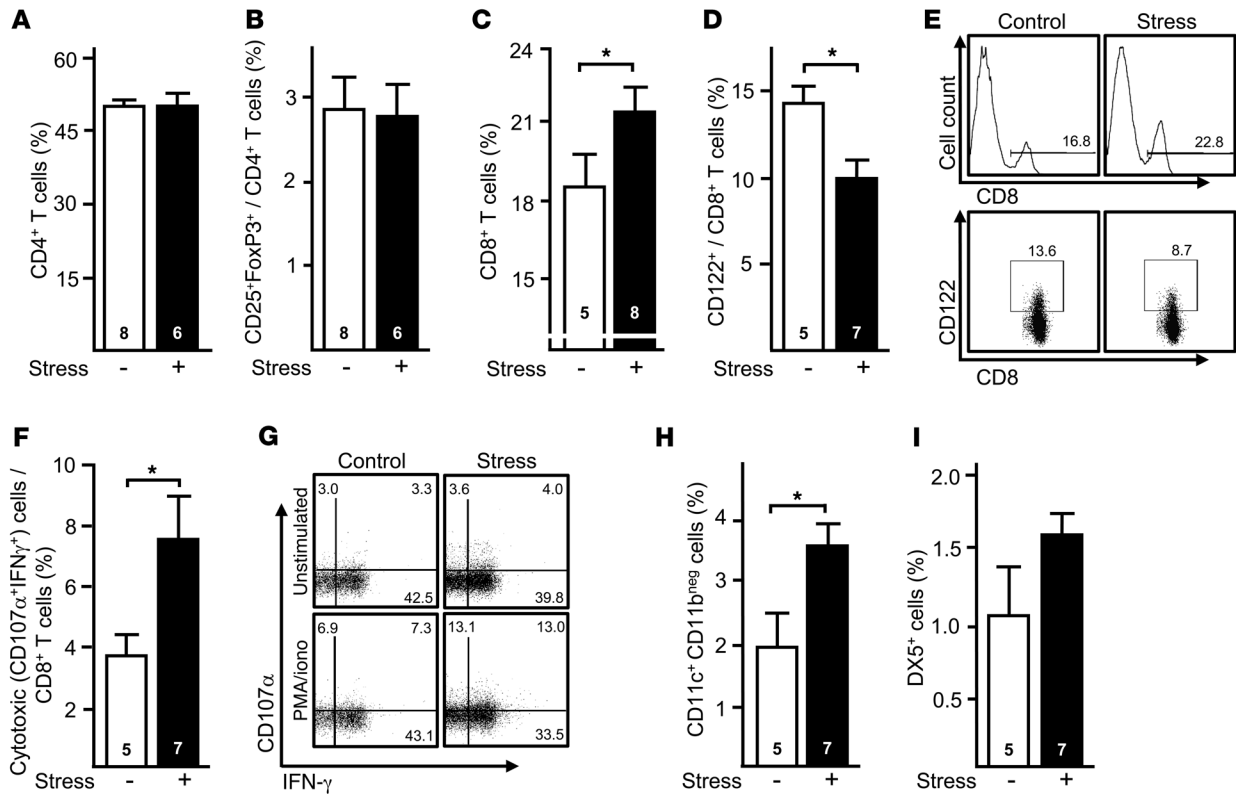 A
CD4⁺ T cells (%)
60
45
30
15
8
6
Stress - +
B
CD25⁺FoxP3⁺ / CD4⁺ T cells (%)
3
2
1
8
6
Stress - +
C
CD8⁺ T cells (%)
24
21
18
15
*
5
8
Stress - +
D
CD122⁺ / CD8⁺ T cells (%)
15
10
5
*
5
7
Stress - +
E
Control Stress
Cell count
16.8
22.8
CD8
CD122
13.6
8.7
CD8
F
Cytotoxic (CD107α⁺IFNγ⁺) cells /
CD8⁺ T cells (%)
10
8
6
4
2
*
5
7
Stress - +
G
Control Stress
Unstimulated
3.0 3.3
42.5
3.6 4.0
39.8
PMA/iono
6.9 7.3
43.1
13.1 13.0
33.5
CD107α
IFN-γ
H
CD11c⁺ CD11bⁿᵉᵍ cells (%)
4
3
2
1
*
5
7
Stress - +
I
DX5⁺ cells (%)
2.0
1.5
1.0
0.5
5
7
Stress - +